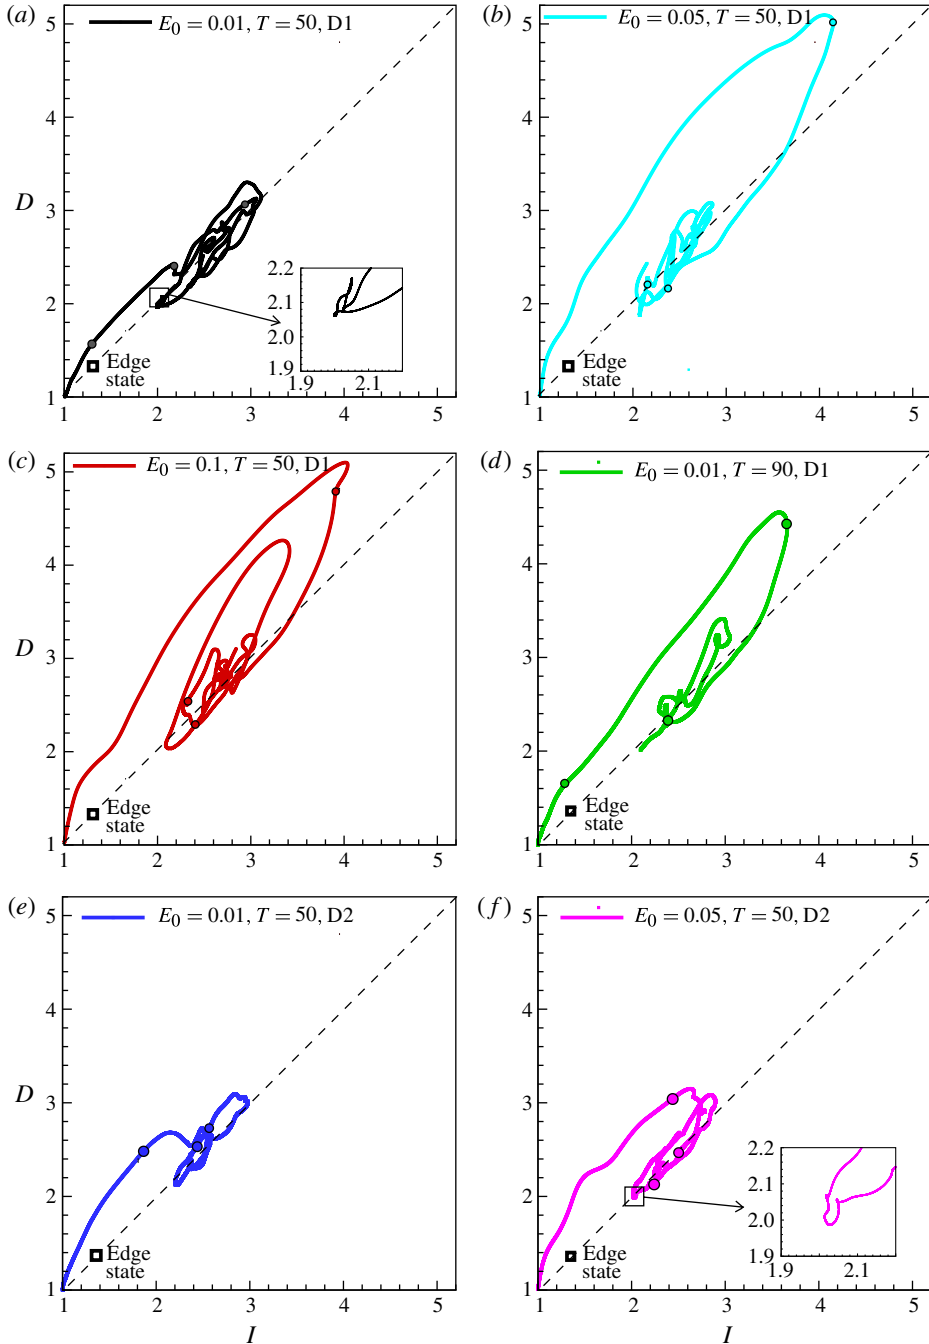 (a) E0 = 0.01, T = 50, D1
(b) E0 = 0.05, T = 50, D1
5
4
D
3
2
1
2.2
2.1
2.0
1.9
1.9 2.1
Edge
state
1 2 3 4 5
5
4
3
2
1
Edge
state
1 2 3 4 5
(c) E0 = 0.1, T = 50, D1
(d) E0 = 0.01, T = 90, D1
5
4
D
3
2
1
Edge
state
1 2 3 4 5
5
4
3
2
1
Edge
state
1 2 3 4 5
(e) E0 = 0.01, T = 50, D2
(f) E0 = 0.05, T = 50, D2
5
4
D
3
2
1
Edge
state
1 2 3 4 5
I
5
4
3
2
1
2.2
2.1
2.0
1.9
1.9 2.1
Edge
state
1 2 3 4 5
I